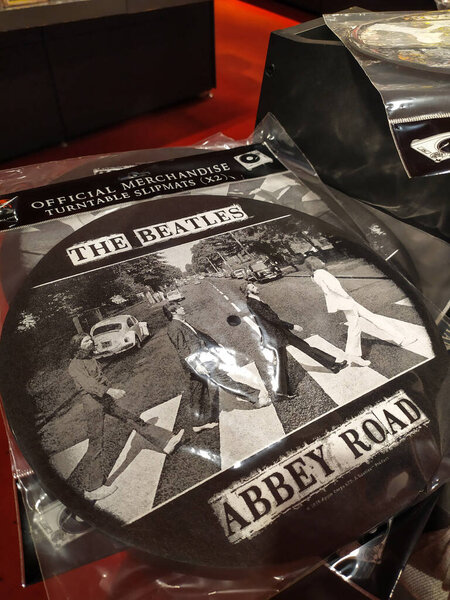 OFFICIAL MERCHANDISE
TURNTABLE SLIPMATS (X2)
THE BEATLES
ABBEY ROAD